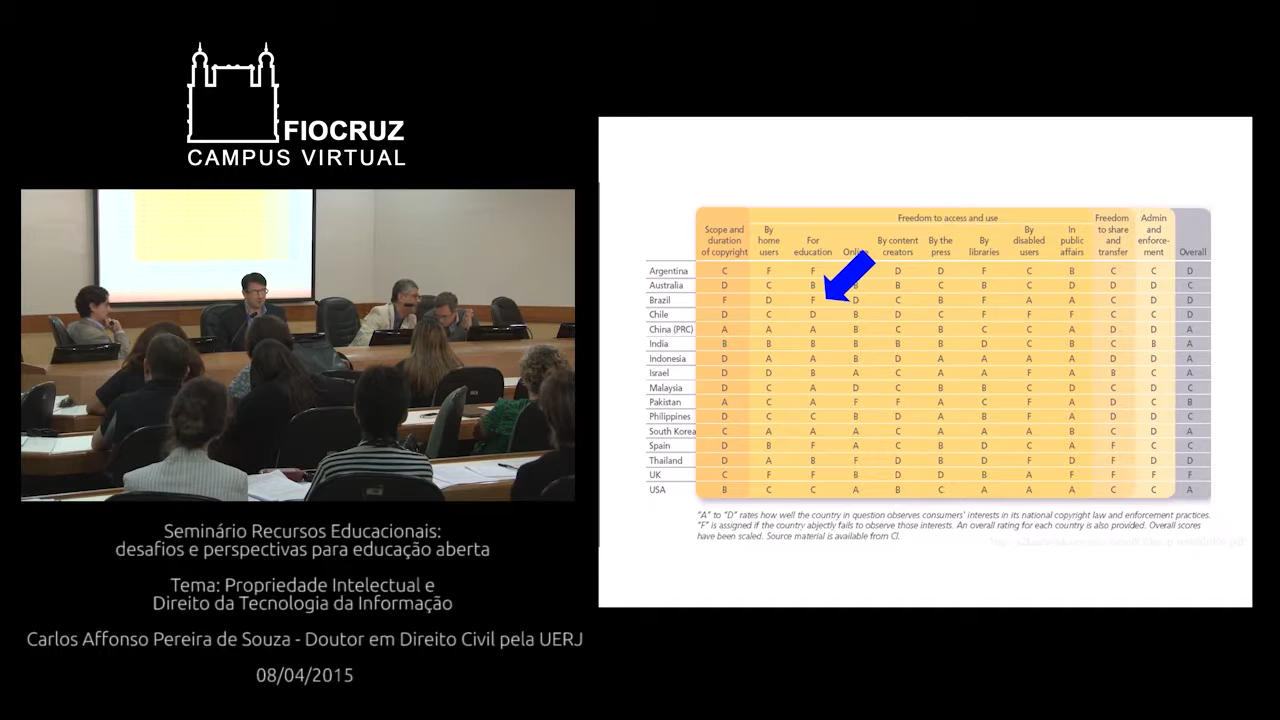 FIOCRUZ
CAMPUS VIRTUAL
Seminário Recursos Educacionais:
desafios e perspectivas para educação aberta
Tema: Propriedade Intelectual e
Direito da Tecnologia da Informação
Carlos Affonso Pereira de Souza - Doutor em Direito Civil pela UERJ
08/04/2015
Freedom to access and use
Scope and duration of copyright By home users For education By content creators By the press By libraries By disabled users In public affairs Freedom to share and transfer Admin and enforce-ment Overall
Argentina C F F D D F C B C C D
Australia D C B B B C B C D D D C
Brazil F D F D C B F A A C D D
Chile D C D B D C F F F C C D
China (PRC) A A A B C B C C A D D A
India B B B B B B D C B C B A
Indonesia D A A B D A A A A D D A
Israel D D B A C A A F A B C A
Malaysia D C A D C B B C D C D C
Pakistan A C A F F A C F A D C B
Philippines D C C B D A B F A D D C
South Korea C A A A A A A A B C D A
Spain D B F A C B D C A F C C
Thailand D A B F D B D F D F D D
UK C F F B D D B A F F F F
USA B C C A B C A A A C C A
“A” to “D” rates how well the country in question observes consumers’ interests in its national copyright law and enforcement practices.
“F” is assigned if the country abjectly fails to observe those interests. An overall rating for each country is also provided. Overall scores
have been scaled. Source material is available from CI.